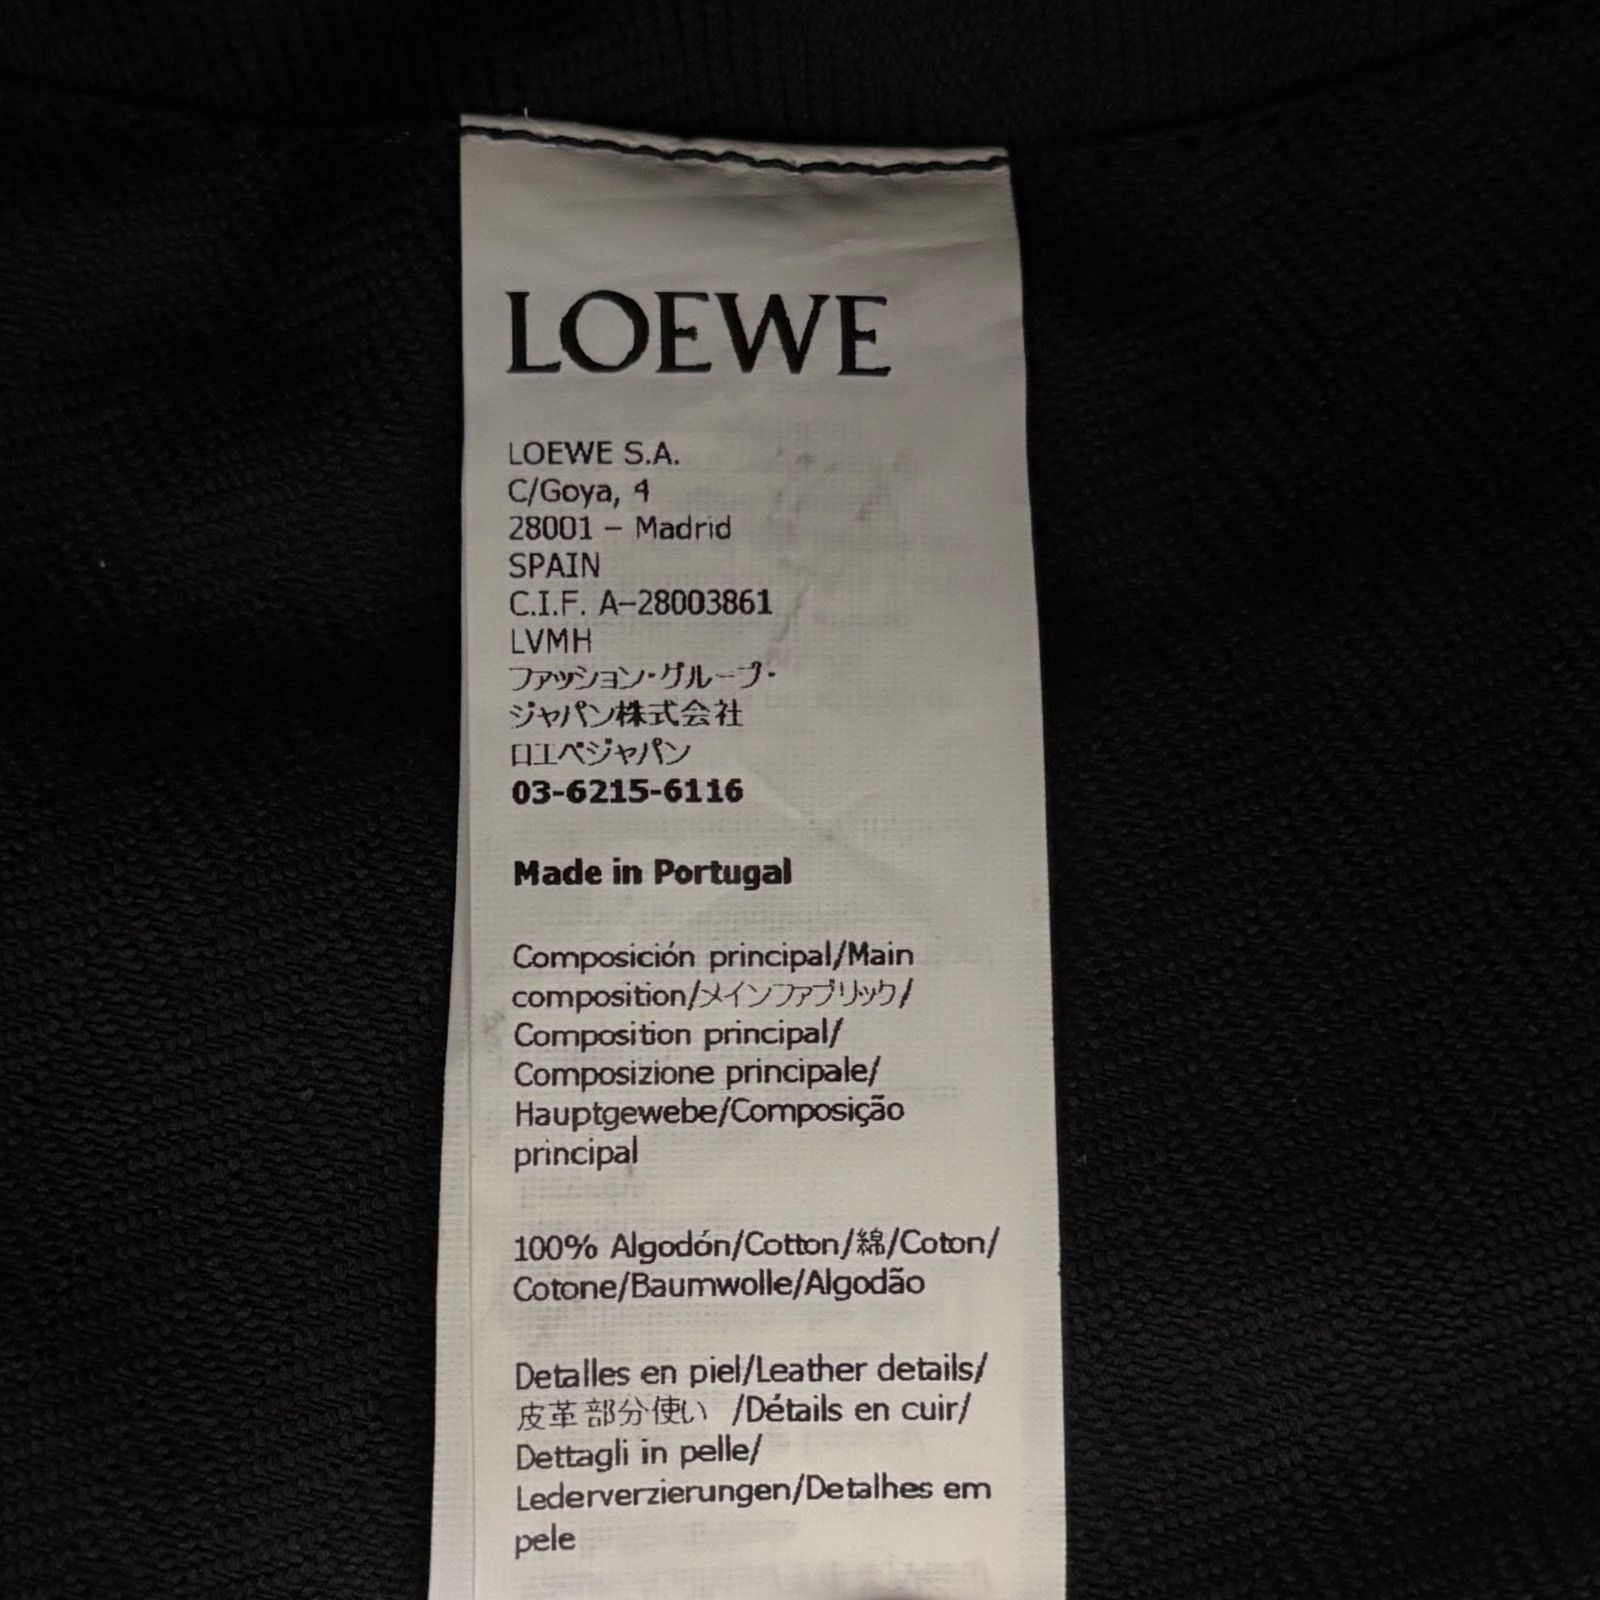 LOEWE
LOEWE S.A.
C/Goya, 4
28001 – Madrid
SPAIN
C.I.F. A–28003861
LVMH
ファッション・グループ・
ジャパン株式会社
ロエベジャパン
03-6215-6116
Made in Portugal
Composición principal/Main
composition/メインファブリック/
Composition principal/
Composizione principale/
Hauptgewebe/Composição
principal
100% Algodón/Cotton/綿/Coton/
Cotone/Baumwolle/Algodão
Detalles en piel/Leather details/
皮革部分使い /Détails en cuir/
Dettagli in pelle/
Lederverzierungen/Detalhes em
pele